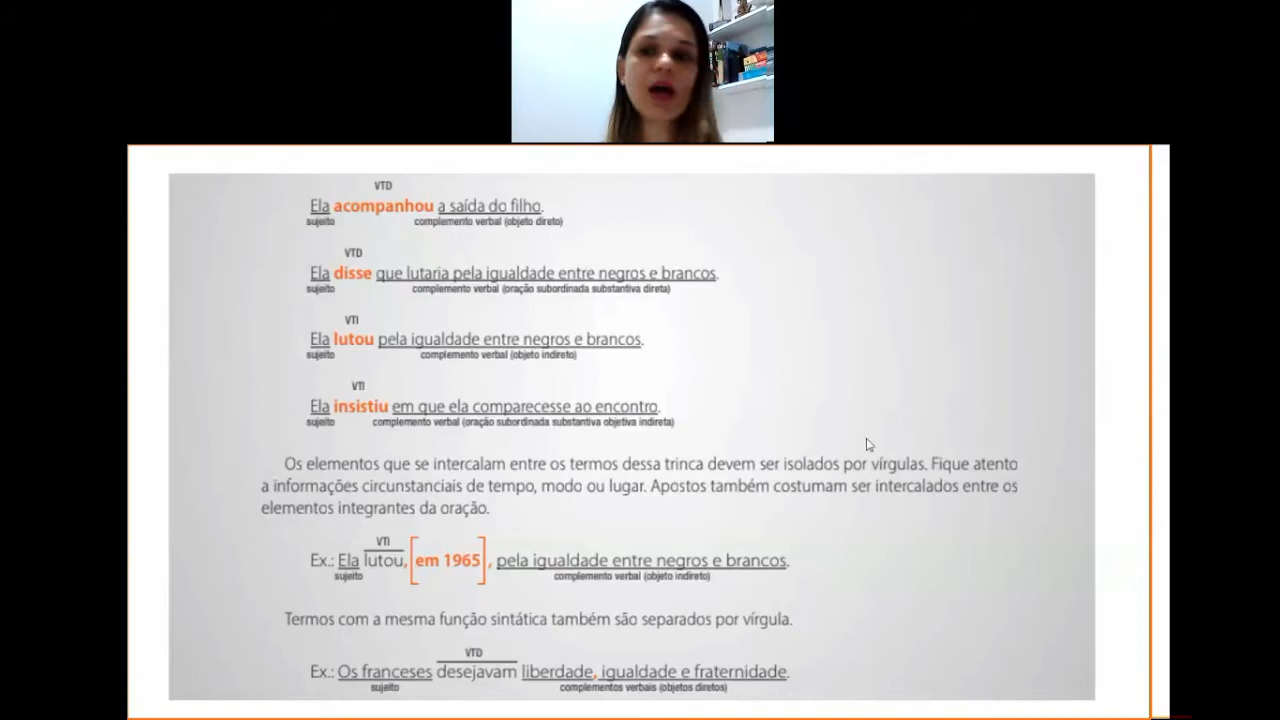 VTD
Ela acompanhou a saída do filho.
sujeito complemento verbal (objeto direto)
VTD
Ela disse que lutaria pela igualdade entre negros e brancos.
sujeito complemento verbal (oração subordinada substantiva direta)
VTI
Ela lutou pela igualdade entre negros e brancos.
sujeito complemento verbal (objeto indireto)
VTI
Ela insistiu em que ela comparecesse ao encontro.
sujeito complemento verbal (oração subordinada substantiva objetiva indireta)
Os elementos que se intercalam entre os termos dessa trinca devem ser isolados por vírgulas. Fique atento
a informações circunstanciais de tempo, modo ou lugar. Apostos também costumam ser intercalados entre os
elementos integrantes da oração.
VTI
Ex.: Ela lutou, [em 1965], pela igualdade entre negros e brancos.
sujeito complemento verbal (objeto indireto)
Termos com a mesma função sintática também são separados por vírgula.
VTD
Ex.: Os franceses desejavam liberdade, igualdade e fraternidade.
sujeito complementos verbais (objetos diretos)